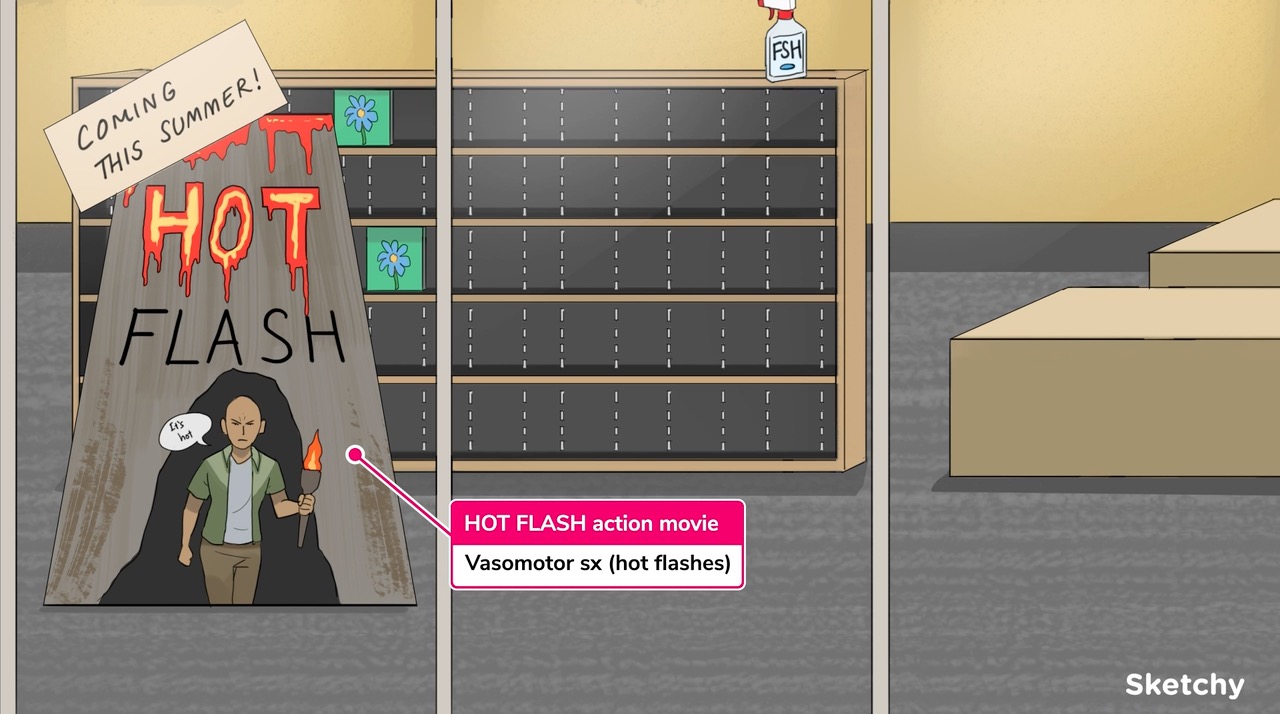 COMING
THIS SUMMER!
HOT
FLASH
It's
hot
FSH
HOT FLASH action movie
Vasomotor sx (hot flashes)
Sketchy